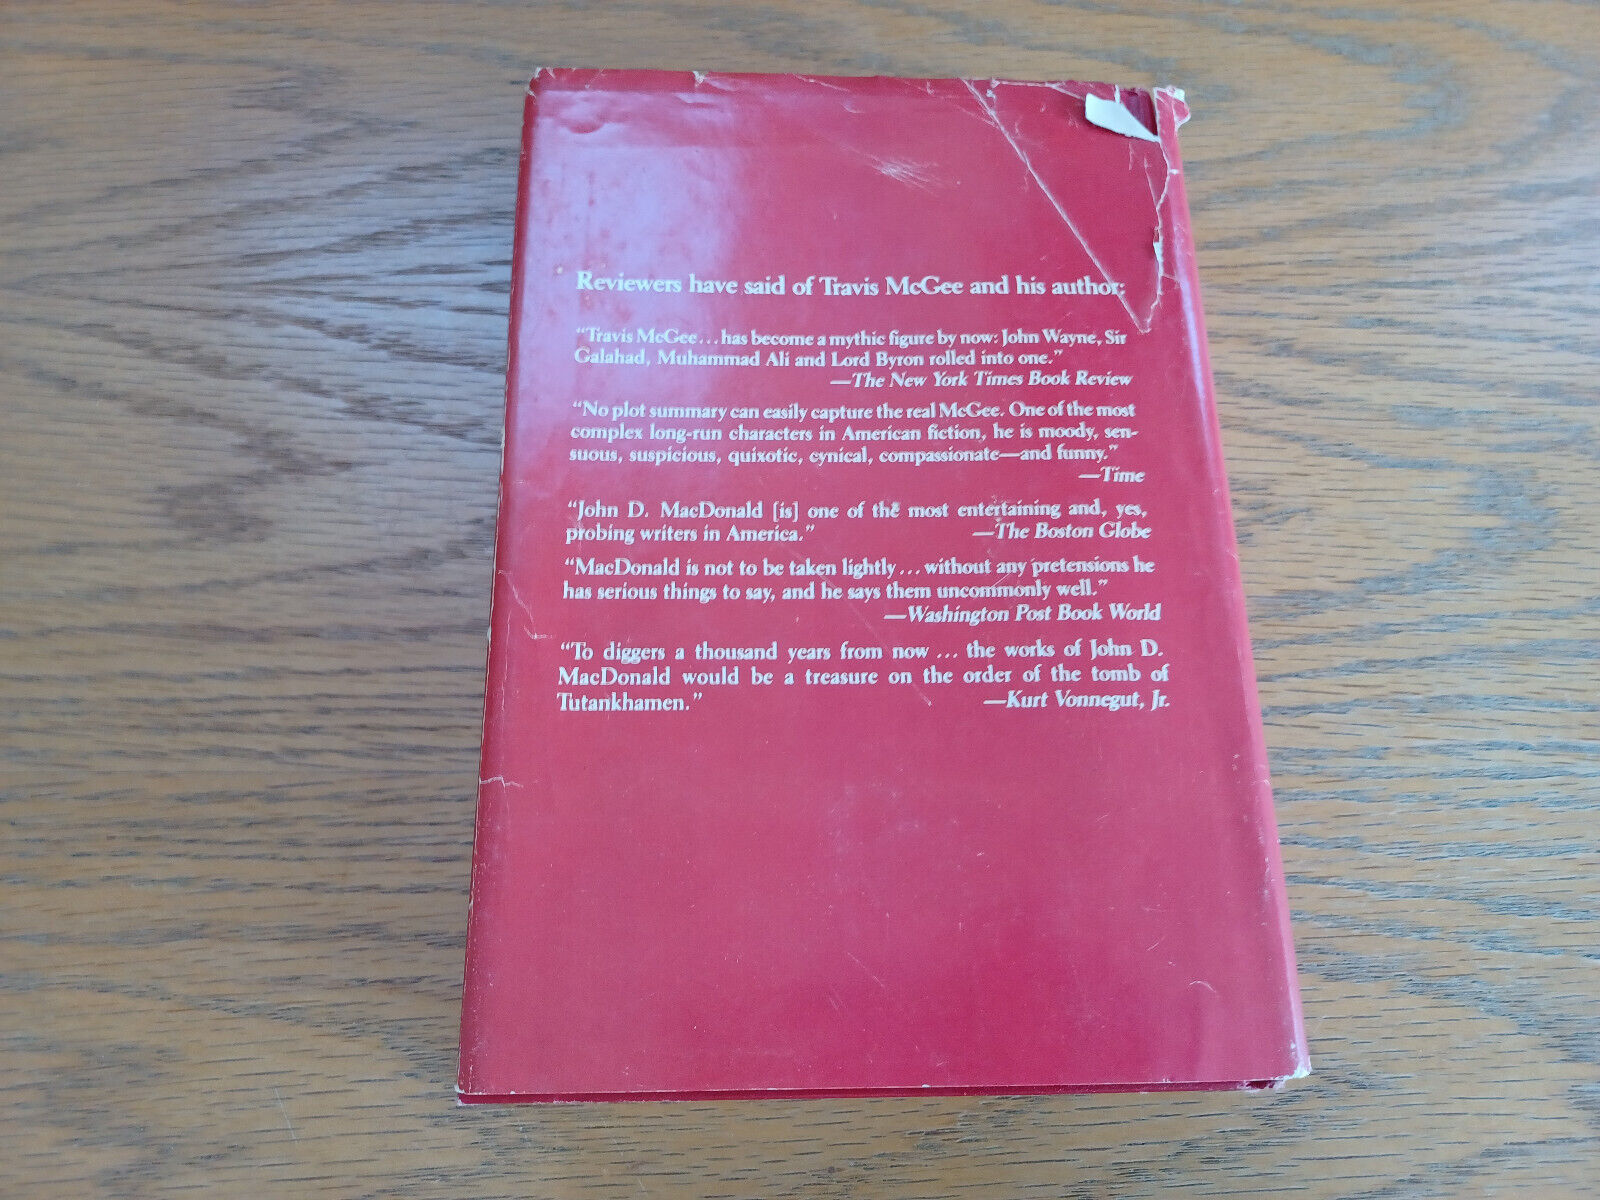 Reviewers have said of Travis McGee and his author:
“Travis McGee...has become a mythic figure by now: John Wayne, Sir
Galahad, Muhammad Ali and Lord Byron rolled into one.”
—The New York Times Book Review
“No plot summary can easily capture the real McGee. One of the most
complex long-run characters in American fiction, he is moody, sen-
suous, suspicious, quixotic, cynical, compassionate—and funny.”
—Time
“John D. MacDonald [is] one of the most entertaining and, yes,
probing writers in America.” —The Boston Globe
“MacDonald is not to be taken lightly...without any pretensions he
has serious things to say, and he says them uncommonly well.”
—Washington Post Book World
“To diggers a thousand years from now... the works of John D.
MacDonald would be a treasure on the order of the tomb of
Tutankhamen.” —Kurt Vonnegut, Jr.